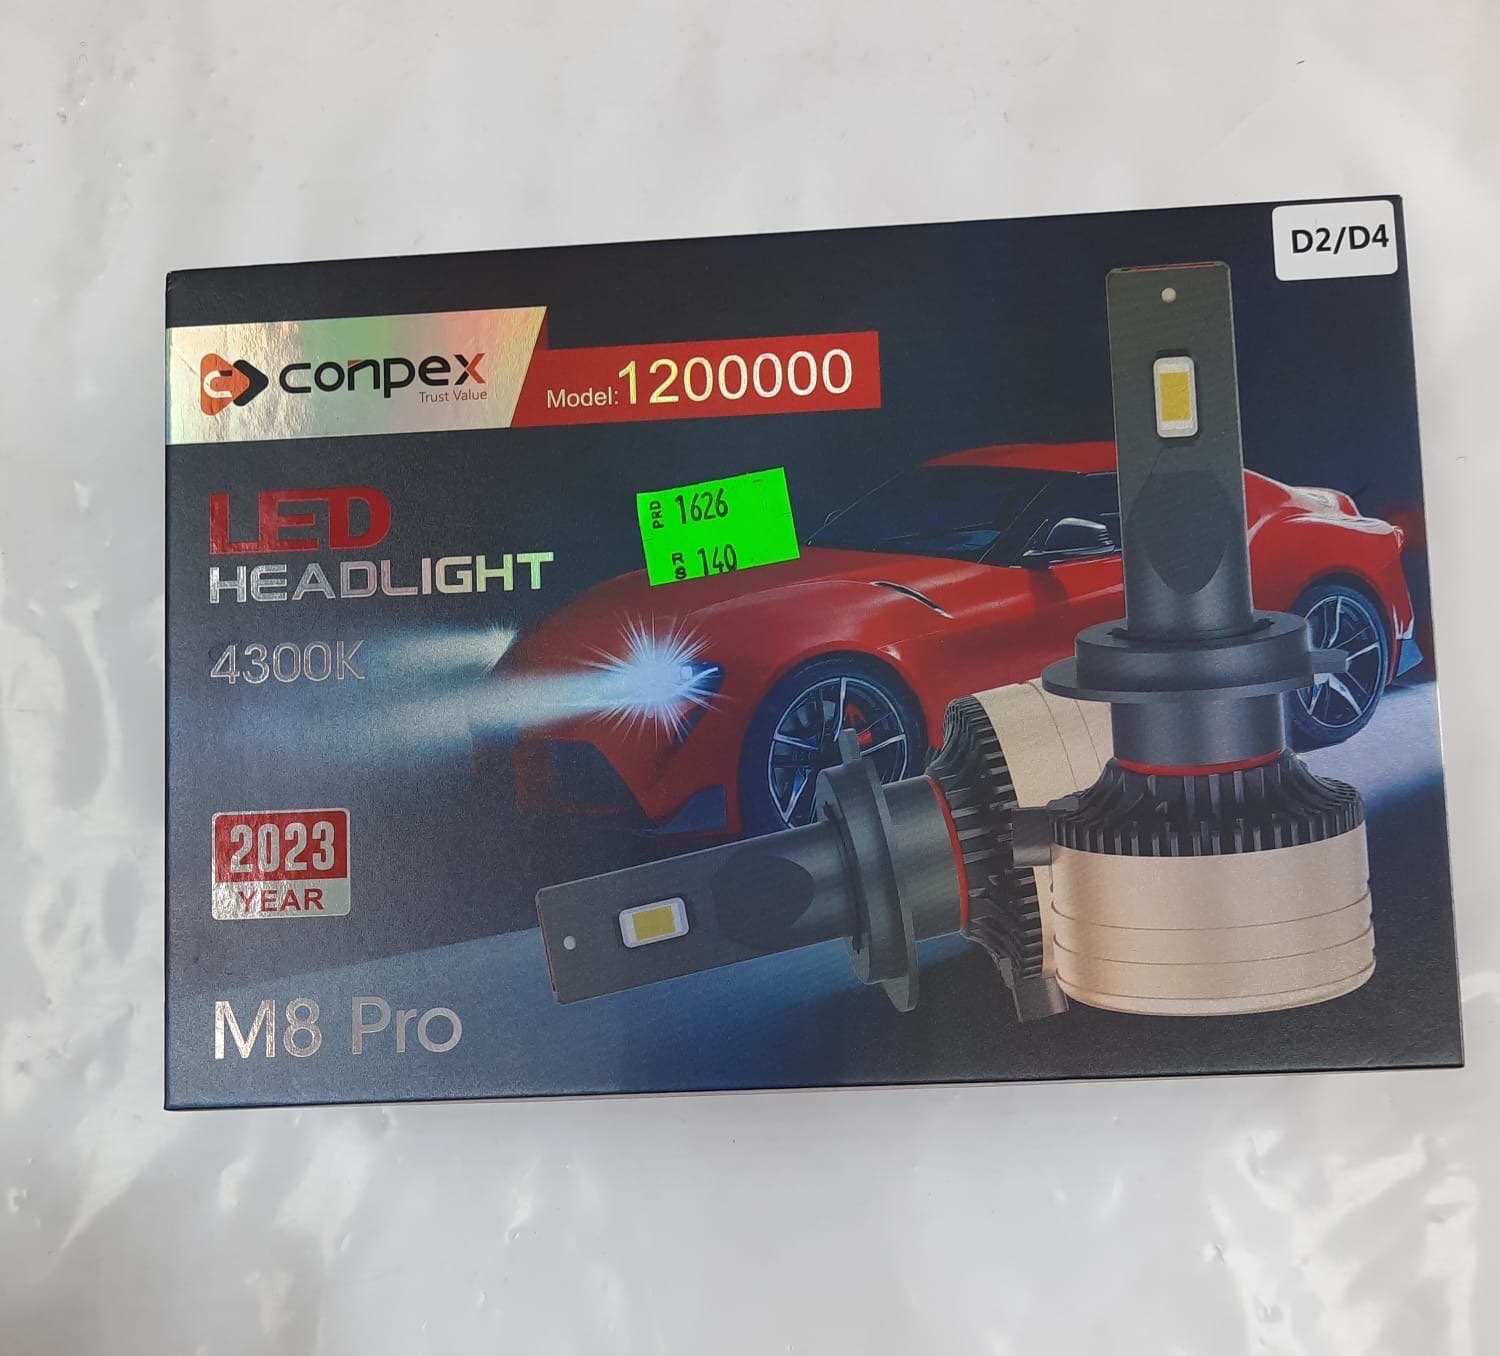 D2/D4
conpex
Trust Value
Model:1200000
LED
HEADLIGHT
4300K
PRD 1626
RS 140
2023
YEAR
M8 Pro